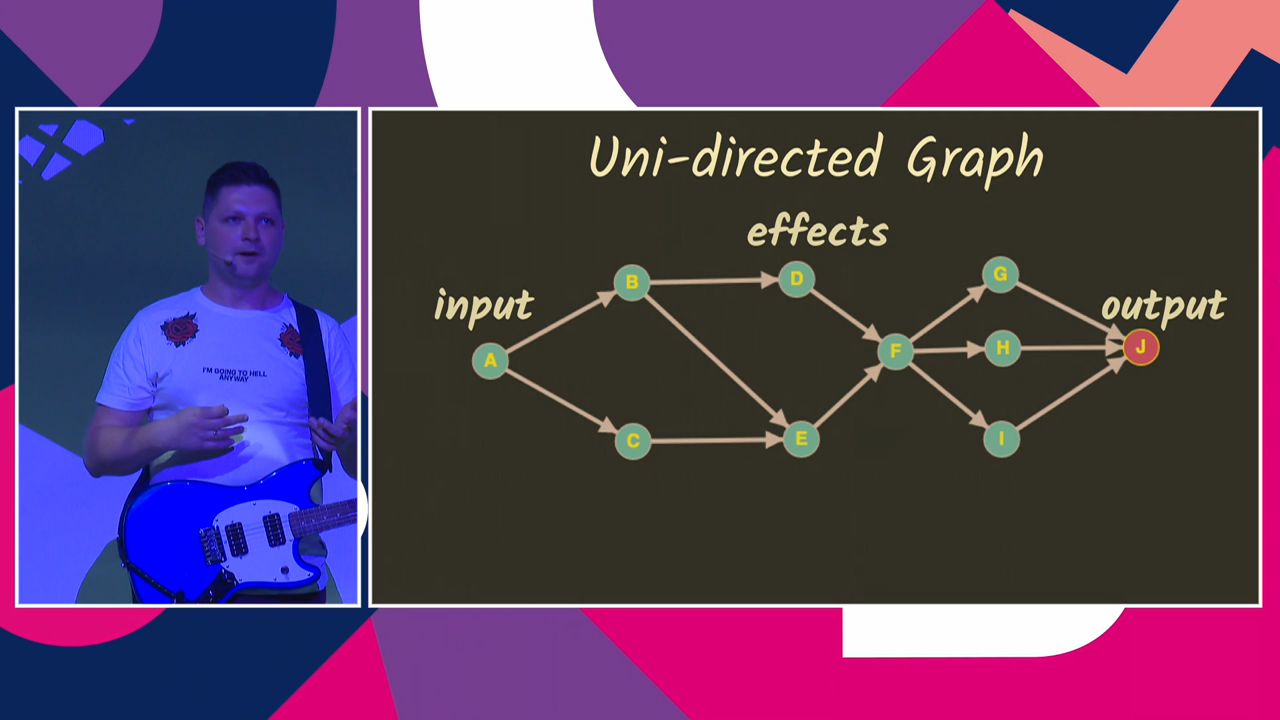 I'M GOING TO HELL
ANYWAY
Uni-directed Graph
effects
input
output
A
B
C
D
E
F
G
H
I
J